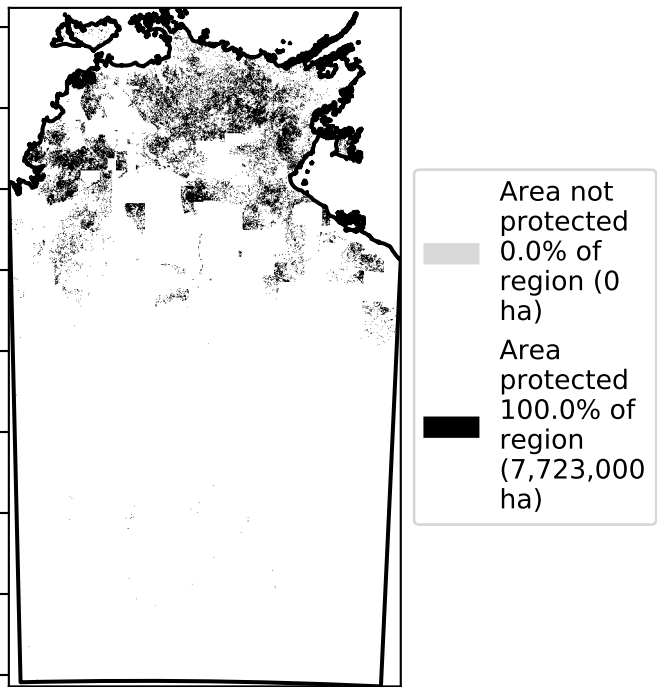 Area not
protected
0.0% of
region (0
ha)
Area
protected
100.0% of
region
(7,723,000
ha)